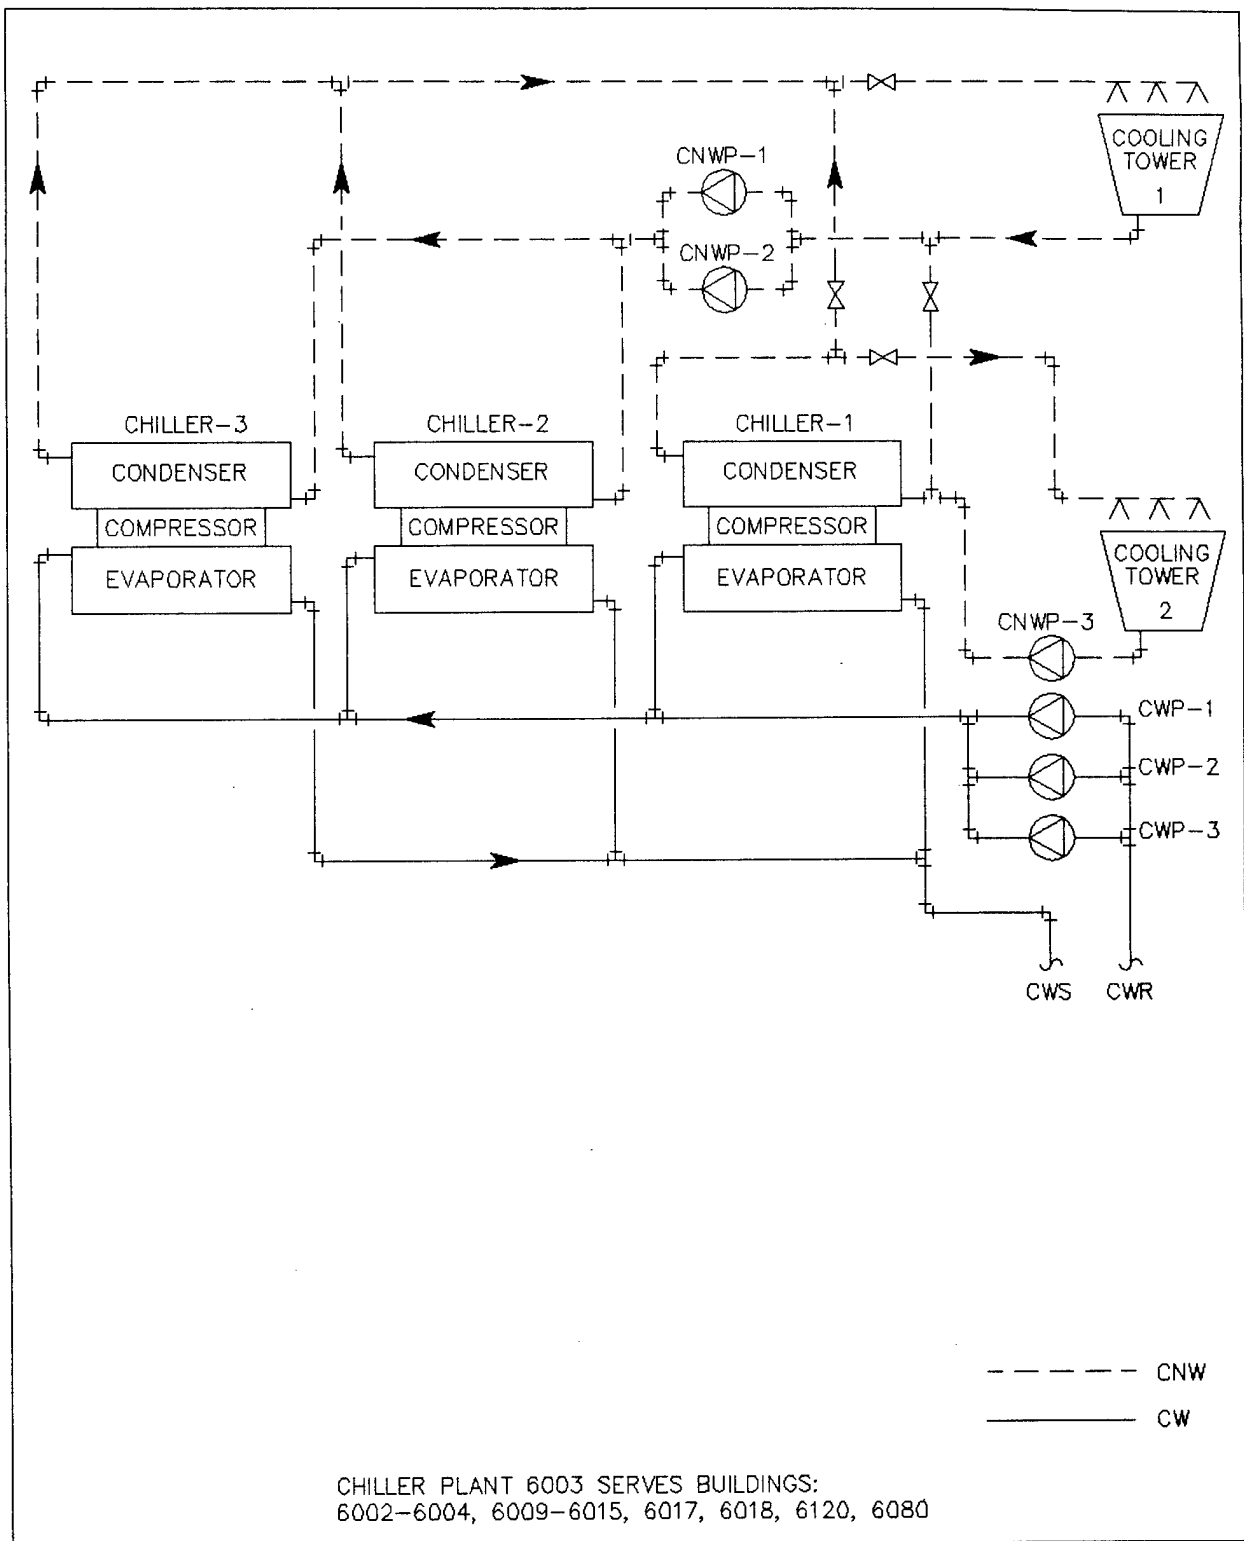 COOLING
TOWER
1
CNWP-1
CNWP-2
CHILLER-3
CHILLER-2
CHILLER-1
CONDENSER
CONDENSER
CONDENSER
COMPRESSOR
COMPRESSOR
COMPRESSOR
EVAPORATOR
EVAPORATOR
EVAPORATOR
COOLING
TOWER
2
CNWP-3
CWP-1
CWP-2
CWP-3
CWS
CWR
CNW
CW
CHILLER PLANT 6003 SERVES BUILDINGS:
6002-6004, 6009-6015, 6017, 6018, 6120, 6080